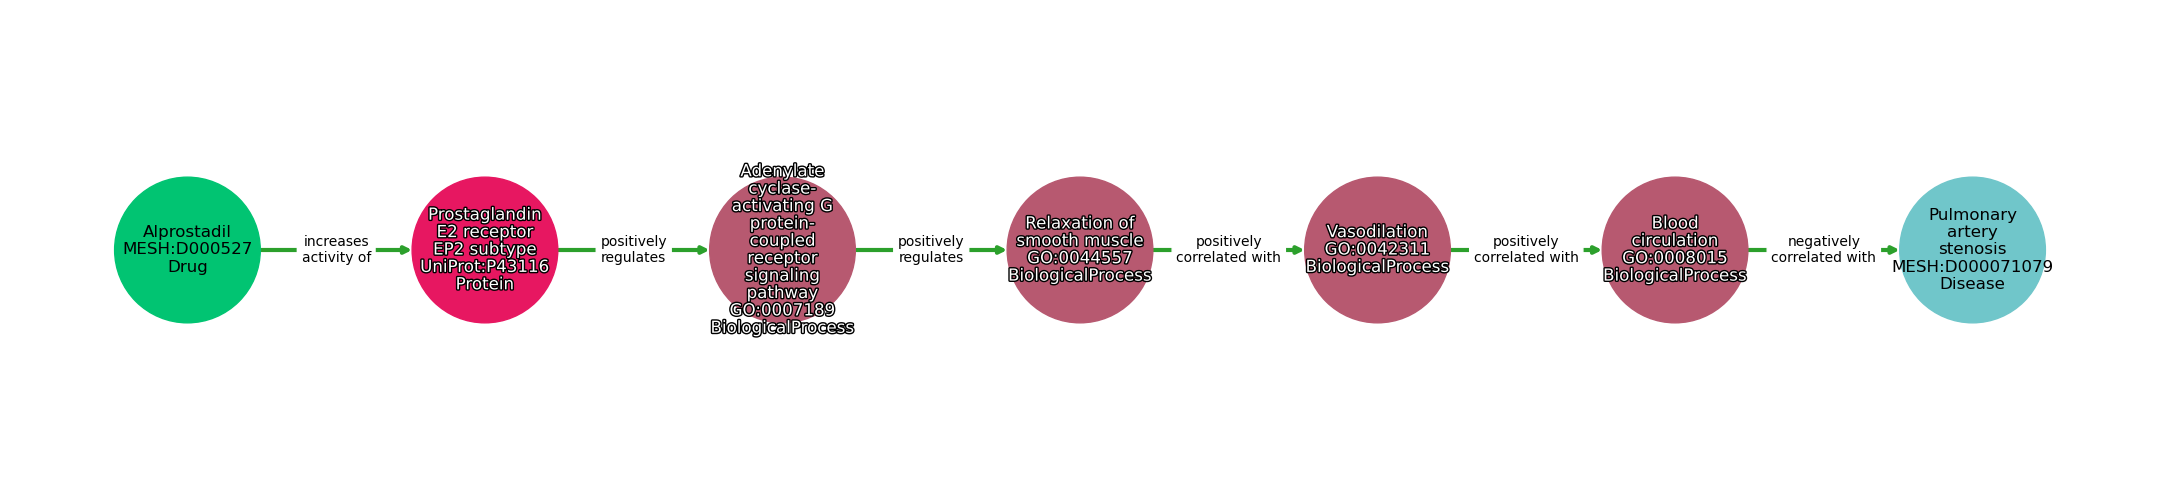 Alprostadil
MESH:D000527
Drug
increases
activity of
Prostaglandin
E2 receptor
EP2 subtype
UniProt:P43116
Protein
positively
regulates
Adenylate
cyclase-
activating G
protein-
coupled
receptor
signaling
pathway
GO:0007189
BiologicalProcess
positively
regulates
Relaxation of
smooth muscle
GO:0044557
BiologicalProcess
positively
correlated with
Vasodilation
GO:0042311
BiologicalProcess
positively
correlated with
Blood
circulation
GO:0008015
BiologicalProcess
negatively
correlated with
Pulmonary
artery
stenosis
MESH:D000071079
Disease